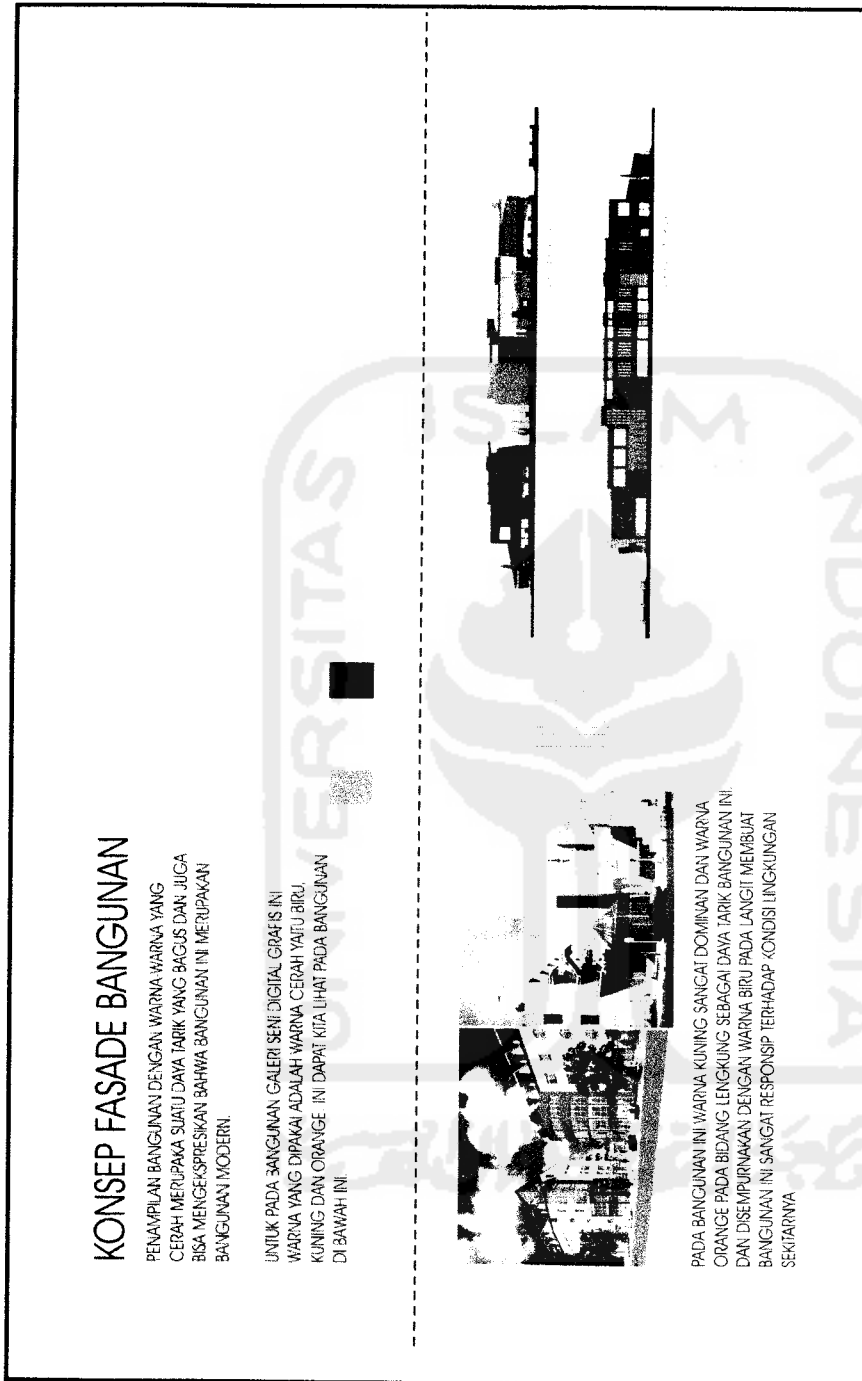 KONSEP FASADE BANGUNAN
PENAMPILAN BANGUNAN DENGAN WARNA-WARNA YANG
CERAH MERUPAKA SUATU DAYA TARIK YANG BAGUS DAN JUGA
BISA MENGEKSPRESIKAN BAHWA BANGUNAN INI MERUPAKAN
BANGUNAN MODERN.
UNTUK PADA BANGUNAN GALERI SENI DIGITAL GRAFIS INI
WARNA YANG DIPAKAI ADALAH WARNA CERAH YAITU BIRU,
KUNING DAN ORANGE INI DAPAT KITA LIHAT PADA BANGUNAN
DI BAWAH INI.
PADA BANGUNAN INI WARNA KUNING SANGAT DOMINAN DAN WARNA
ORANGE PADA BIDANG LENGKUNG SEBAGAI DAYA TARIK BANGUNAN INI.
DAN DISEMPURNAKAN DENGAN WARNA BIRU PADA LANGIT MEMBUAT
BANGUNAN INI SANGAT RESPONSIP TERHADAP KONDISI LINGKUNGAN
SEKITARNYA
UNIVERSITAS
ISLAM
INDONESIA